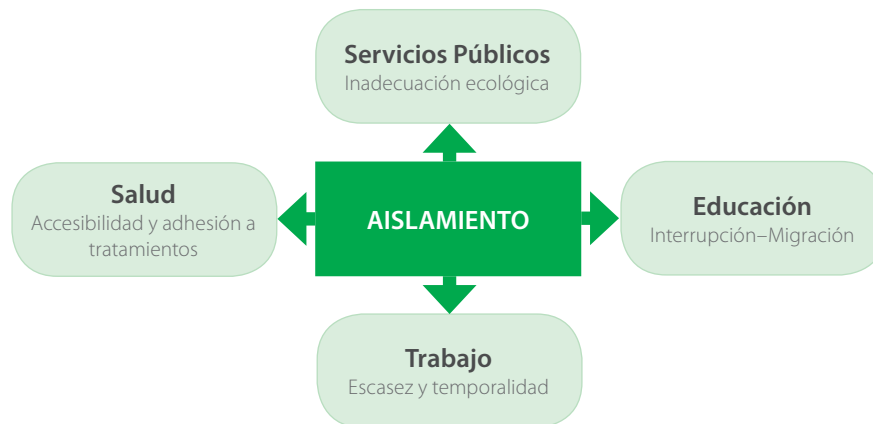 Servicios Públicos
Inadecuación ecológica
Salud
Accesibilidad y adhesión a
tratamientos
AISLAMIENTO
Educación
Interrupción–Migración
Trabajo
Escasez y temporalidad